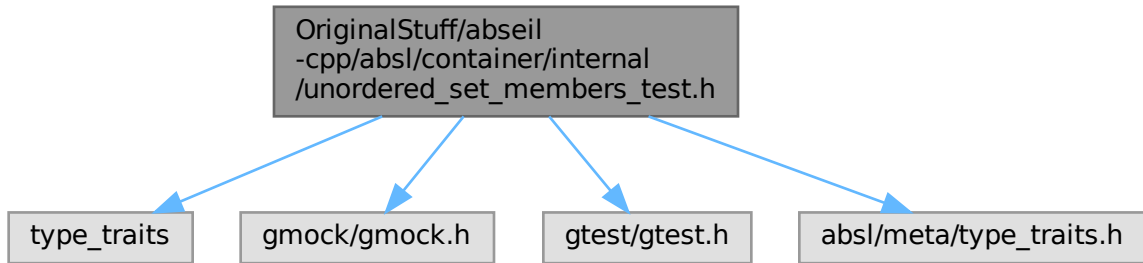 OriginalStuff/abseil
-cpp/absl/container/internal
/unordered_set_members_test.h
type_traits
gmock/gmock.h
gtest/gtest.h
absl/meta/type_traits.h